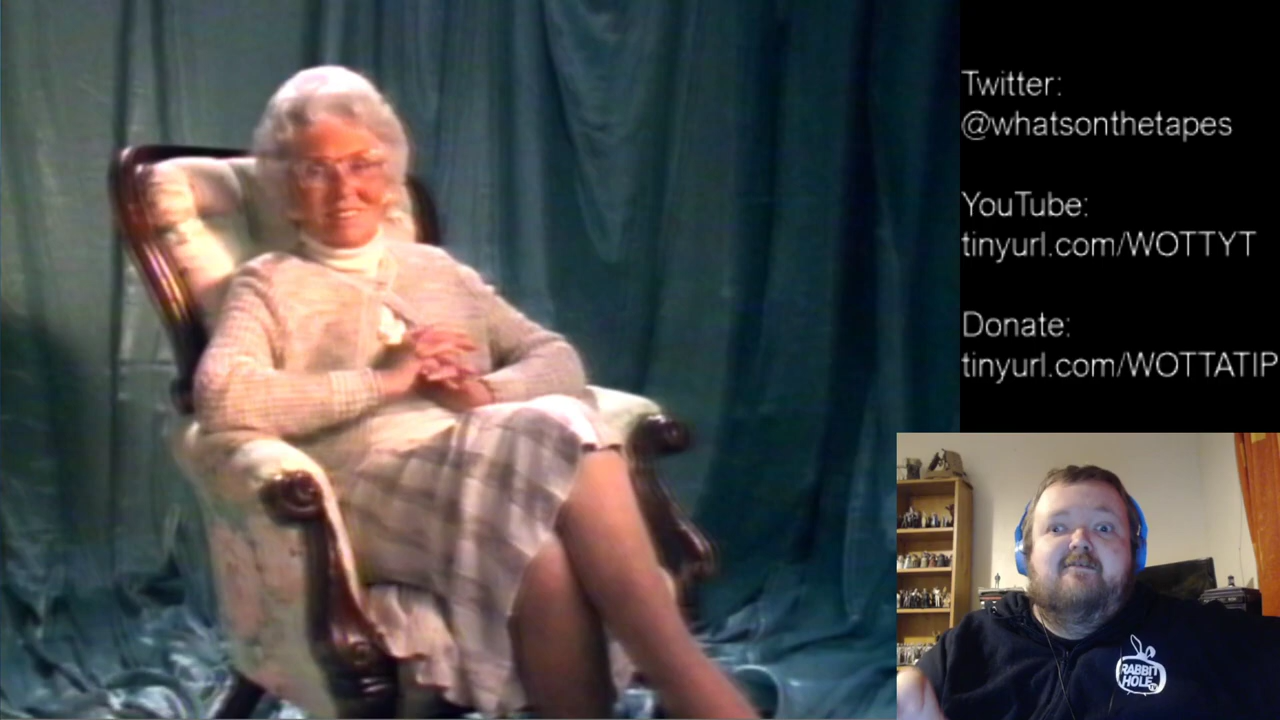 Twitter:
@whatsonthetapes
YouTube:
tinyurl.com/WOTTYT
Donate:
tinyurl.com/WOTTATIP
RABBIT
HOLE